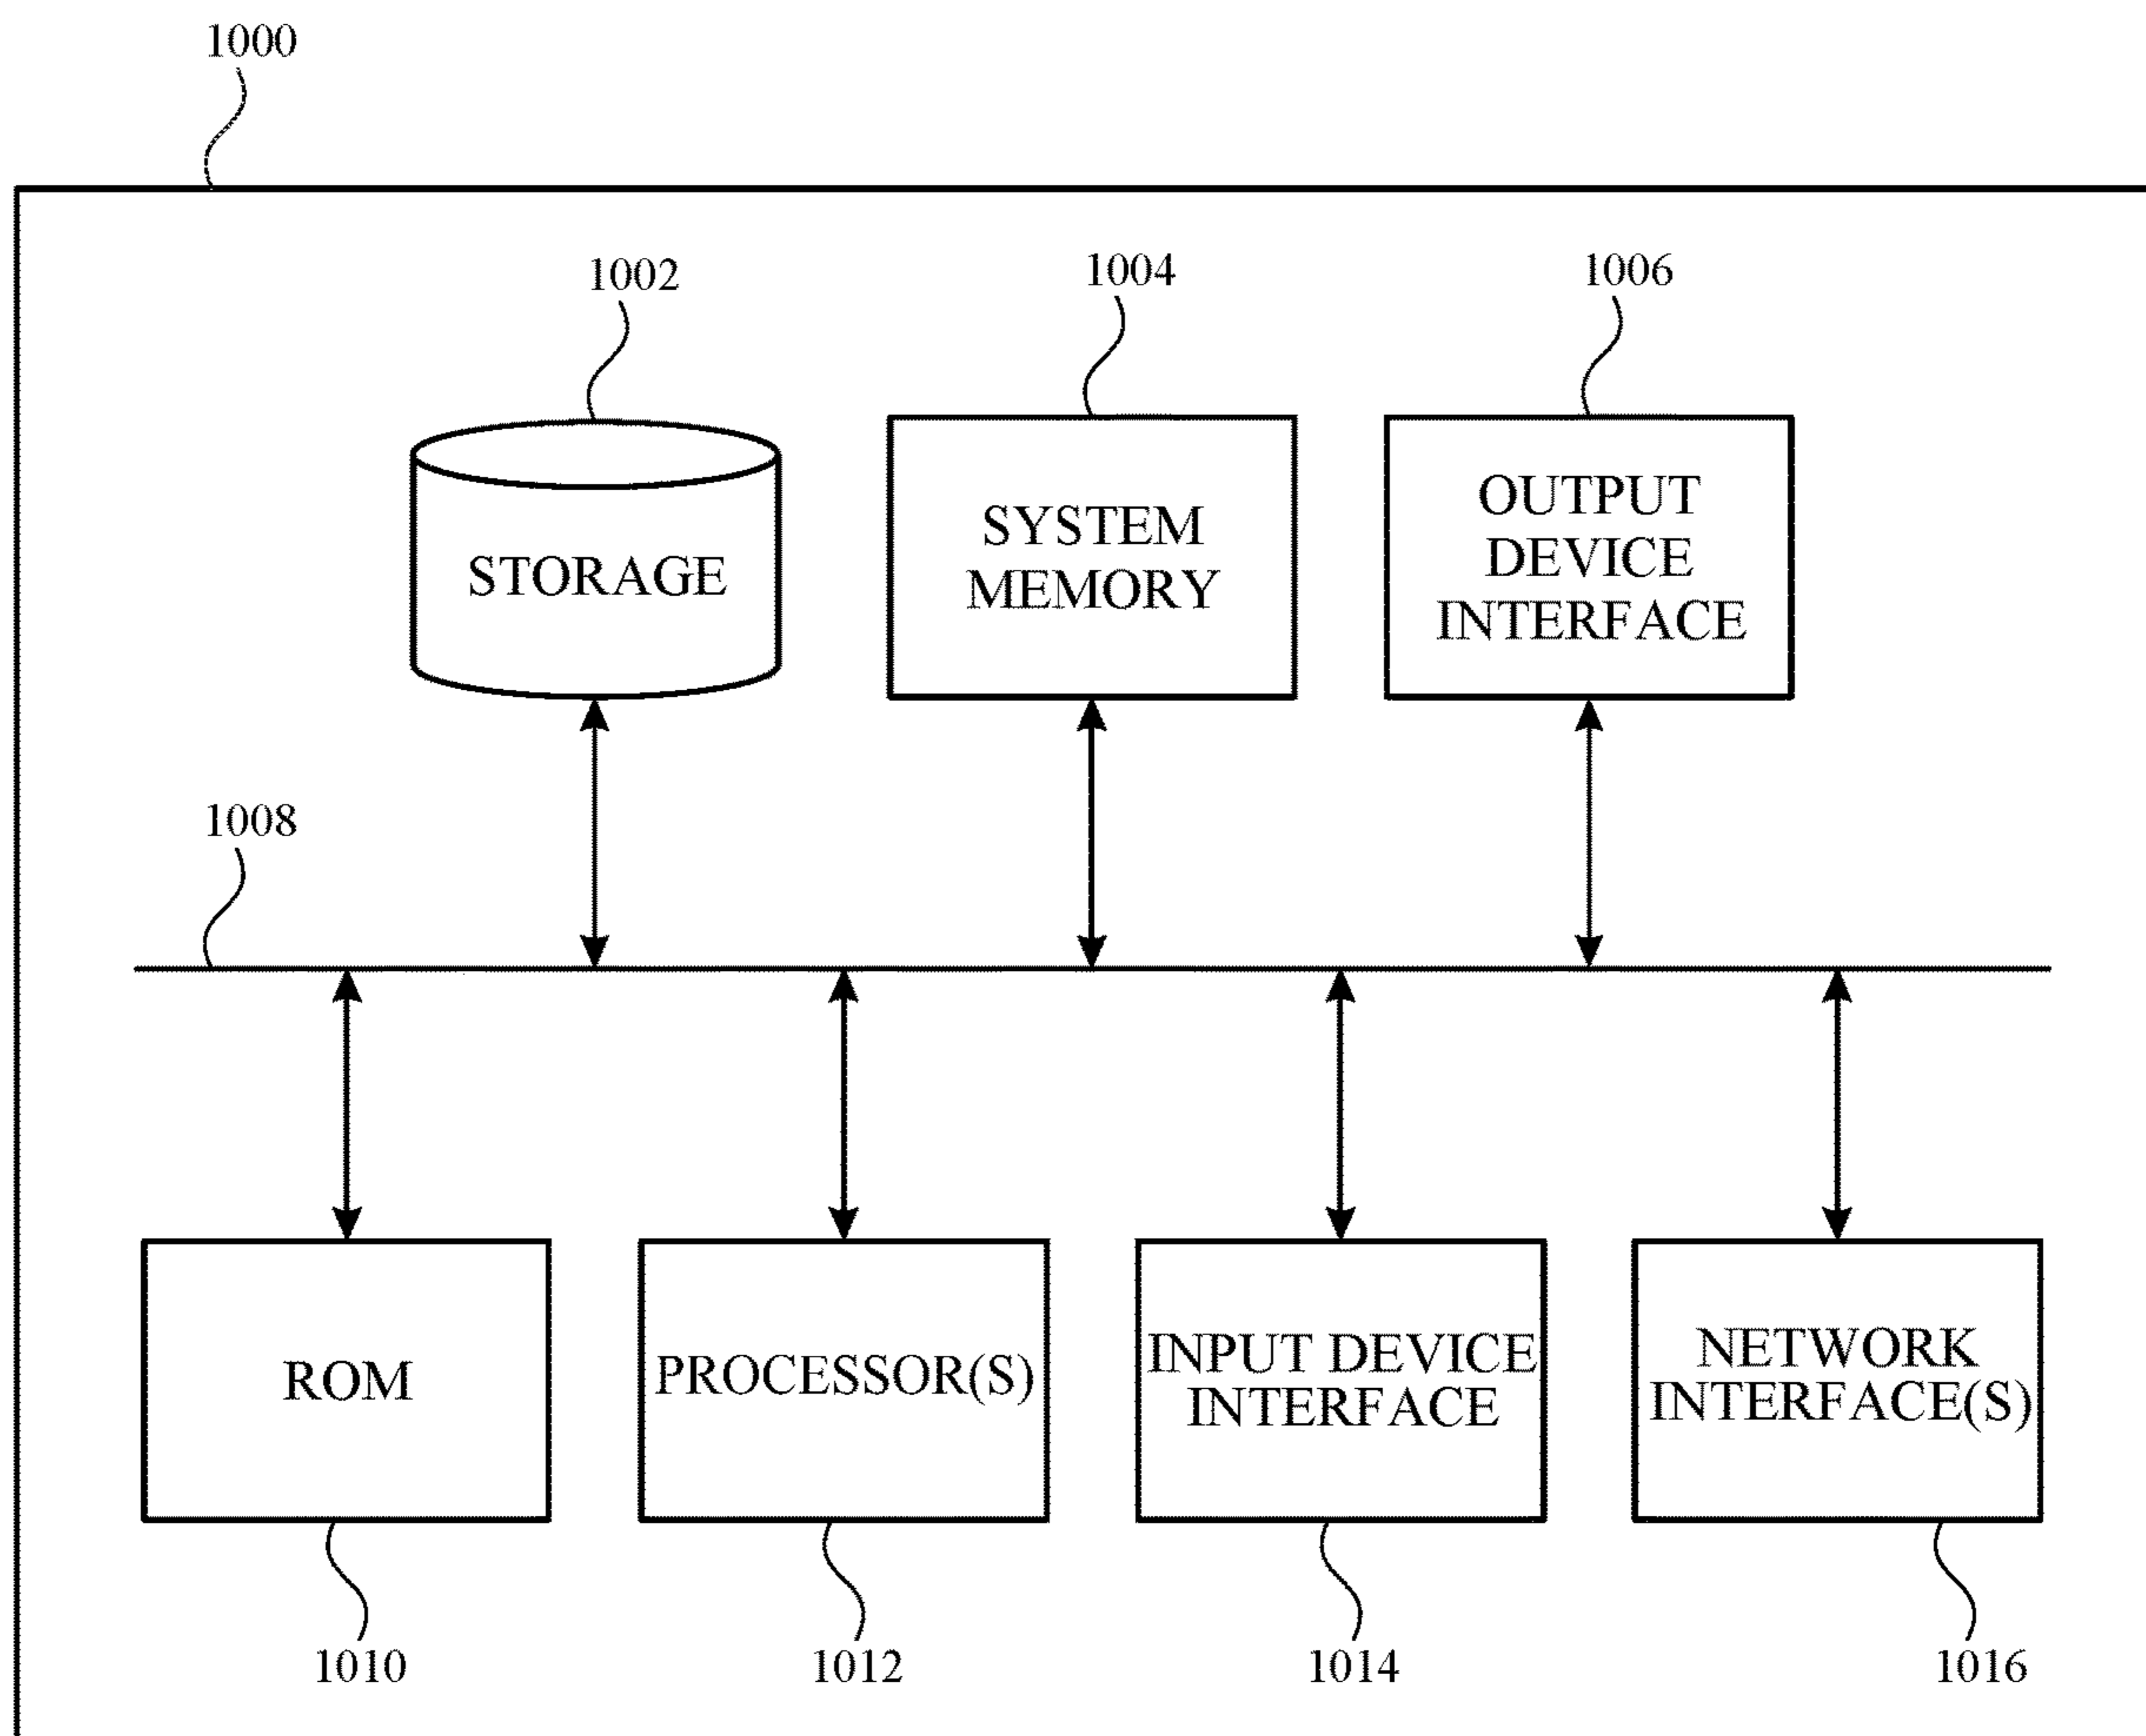 1000
1002
1004
1006
STORAGE
SYSTEM
MEMORY
OUTPUT
DEVICE
INTERFACE
1008
ROM
PROCESSOR(S)
INPUT DEVICE
INTERFACE
NETWORK
INTERFACE(S)
1010
1012
1014
1016